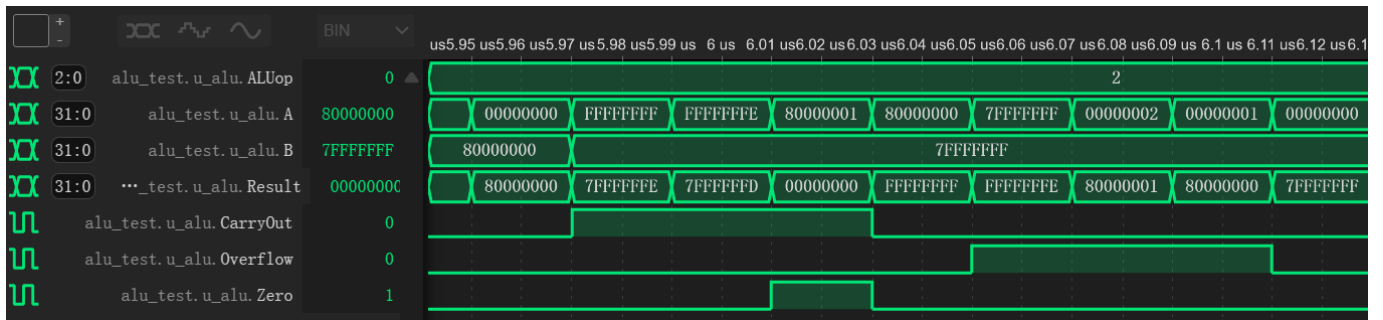 +
-
BIN
us5.95 us5.96 us5.97 us5.98 us5.99 us 6 us 6.01 us6.02 us6.03 us6.04 us6.05 us6.06 us6.07 us6.08 us6.09 us 6.1 us 6.11 us6.12 us6.1
2:0 alu_test.u_alu.ALUop 0 2
31:0 alu_test.u_alu.A 80000000 00000000 FFFFFFFF FFFFFFFE 80000001 80000000 7FFFFFFF 00000002 00000001 00000000
31:0 alu_test.u_alu.B 7FFFFFFF 80000000 7FFFFFFF
31:0 …_test.u_alu.Result 00000000 80000000 7FFFFFFE 7FFFFFFD 00000000 FFFFFFFF FFFFFFFE 80000001 80000000 7FFFFFFF
alu_test.u_alu.CarryOut 0
alu_test.u_alu.Overflow 0
alu_test.u_alu.Zero 1